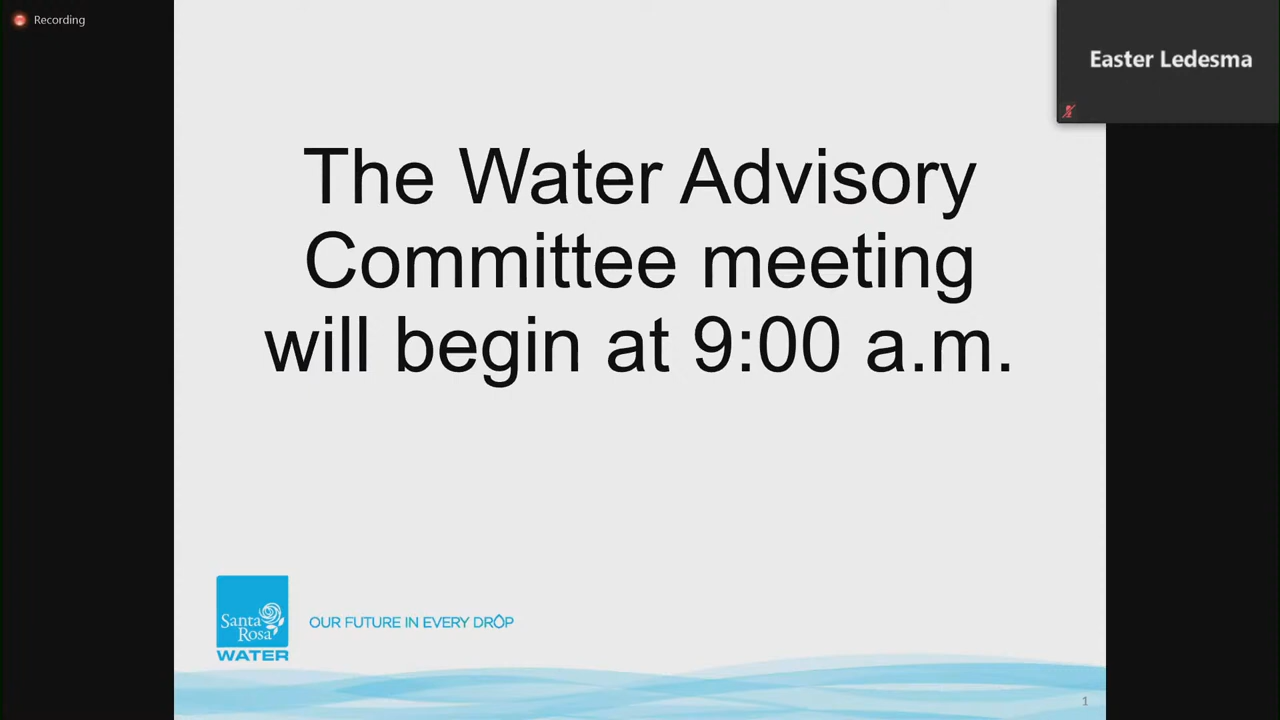 Recording
Easter Ledesma
The Water Advisory
Committee meeting
will begin at 9:00 a.m.
Santa
Rosa
WATER
OUR FUTURE IN EVERY DROP
1